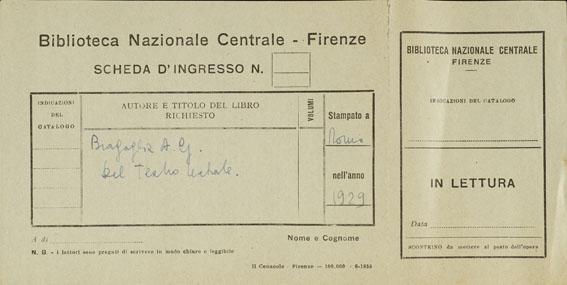 Biblioteca Nazionale Centrale - Firenze
SCHEDA D'INGRESSO N.
INDICAZIONI
DEL
CATALOGO
AUTORE E TITOLO DEL LIBRO
RICHIESTO
VOLUMI
Stampato a
Roma
nell'anno
1929
Bragaglia A. G.
Del Teatro teatrale.
A dì
Nome e Cognome
N. B. - i lettori sono pregati di scrivere in modo chiaro e leggibile
Il Cenacolo - Firenze - 100.000 - 6-1955
BIBLIOTECA NAZIONALE CENTRALE
FIRENZE
INDICAZIONI DEL CATALOGO
IN LETTURA
Data
SCONTRINO da mettere al posto dell'opera